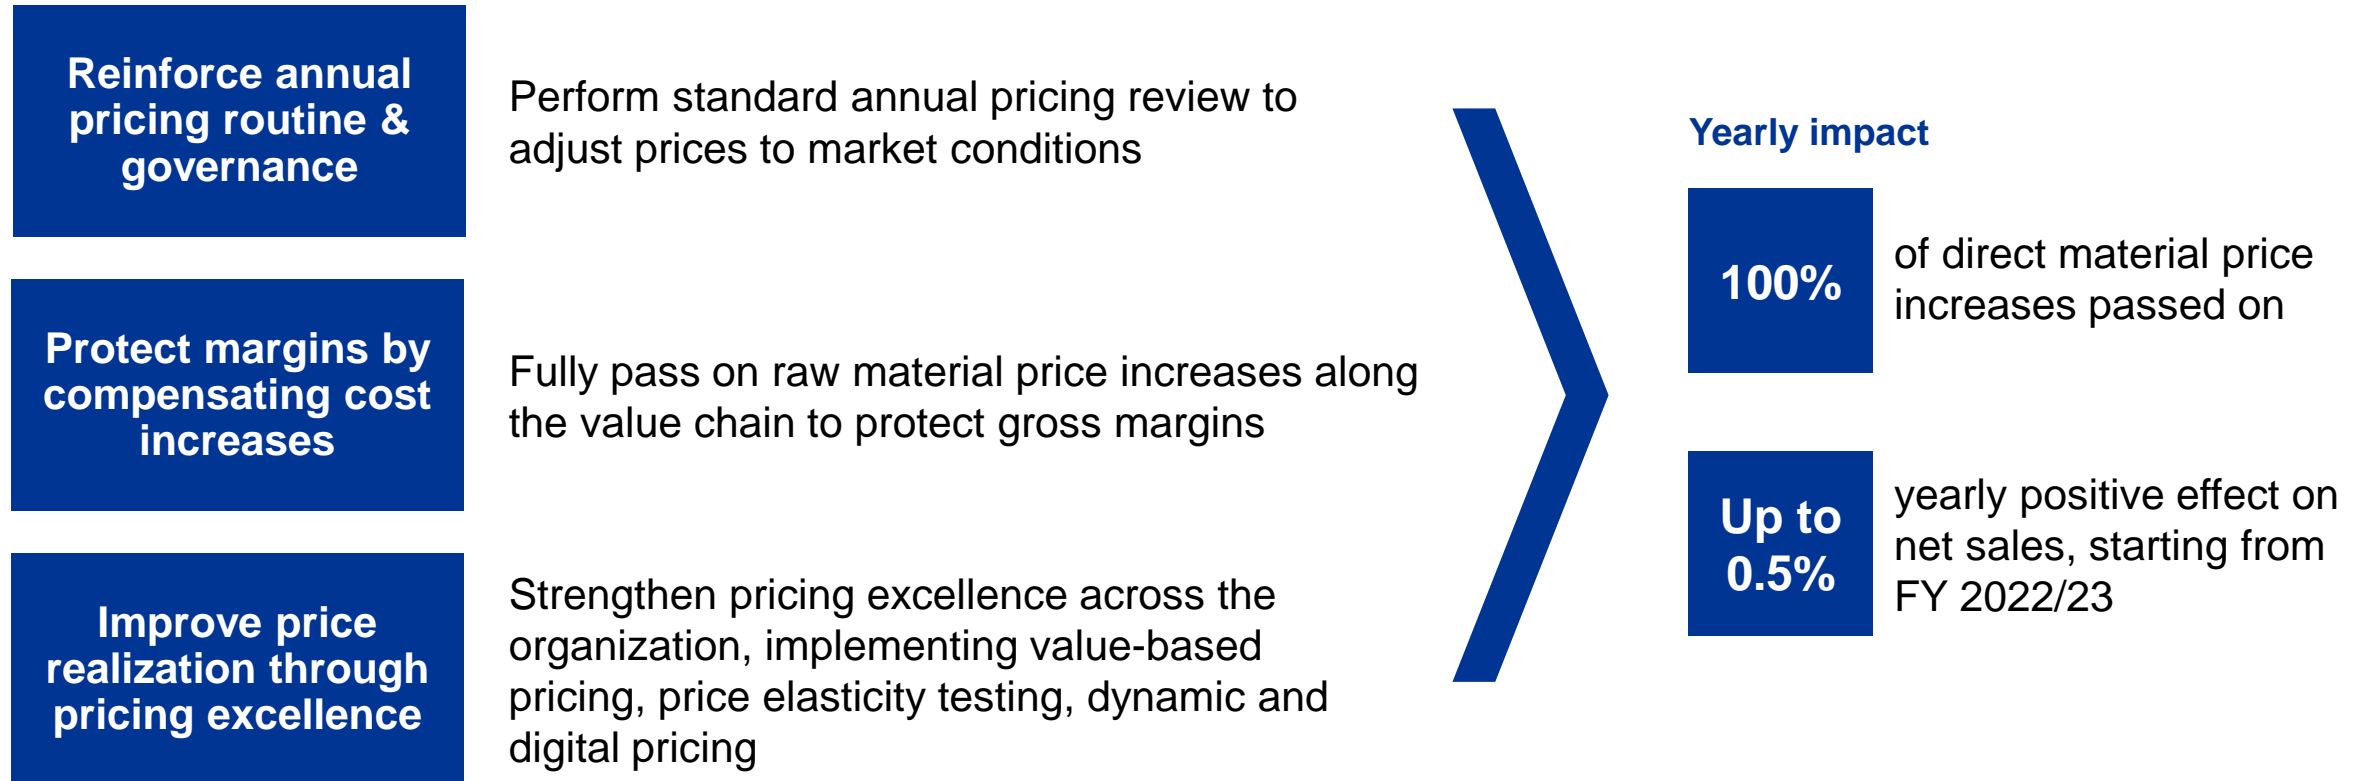 Reinforce annual
pricing routine &
governance
Perform standard annual pricing review to
adjust prices to market conditions
Protect margins by
compensating cost
increases
Fully pass on raw material price increases along
the value chain to protect gross margins
Improve price
realization through
pricing excellence
Strengthen pricing excellence across the
organization, implementing value-based
pricing, price elasticity testing, dynamic and
digital pricing
Yearly impact
100%
of direct material price
increases passed on
Up to
0.5%
yearly positive effect on
net sales, starting from
FY 2022/23